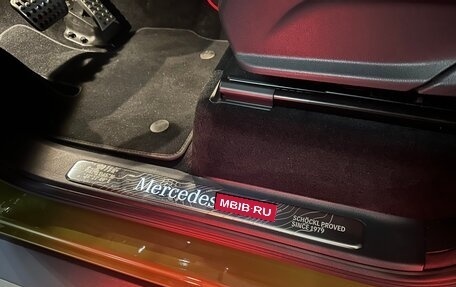 Mercedes
MBIB.RU
SCHÖCKL PROVED
SINCE 1979